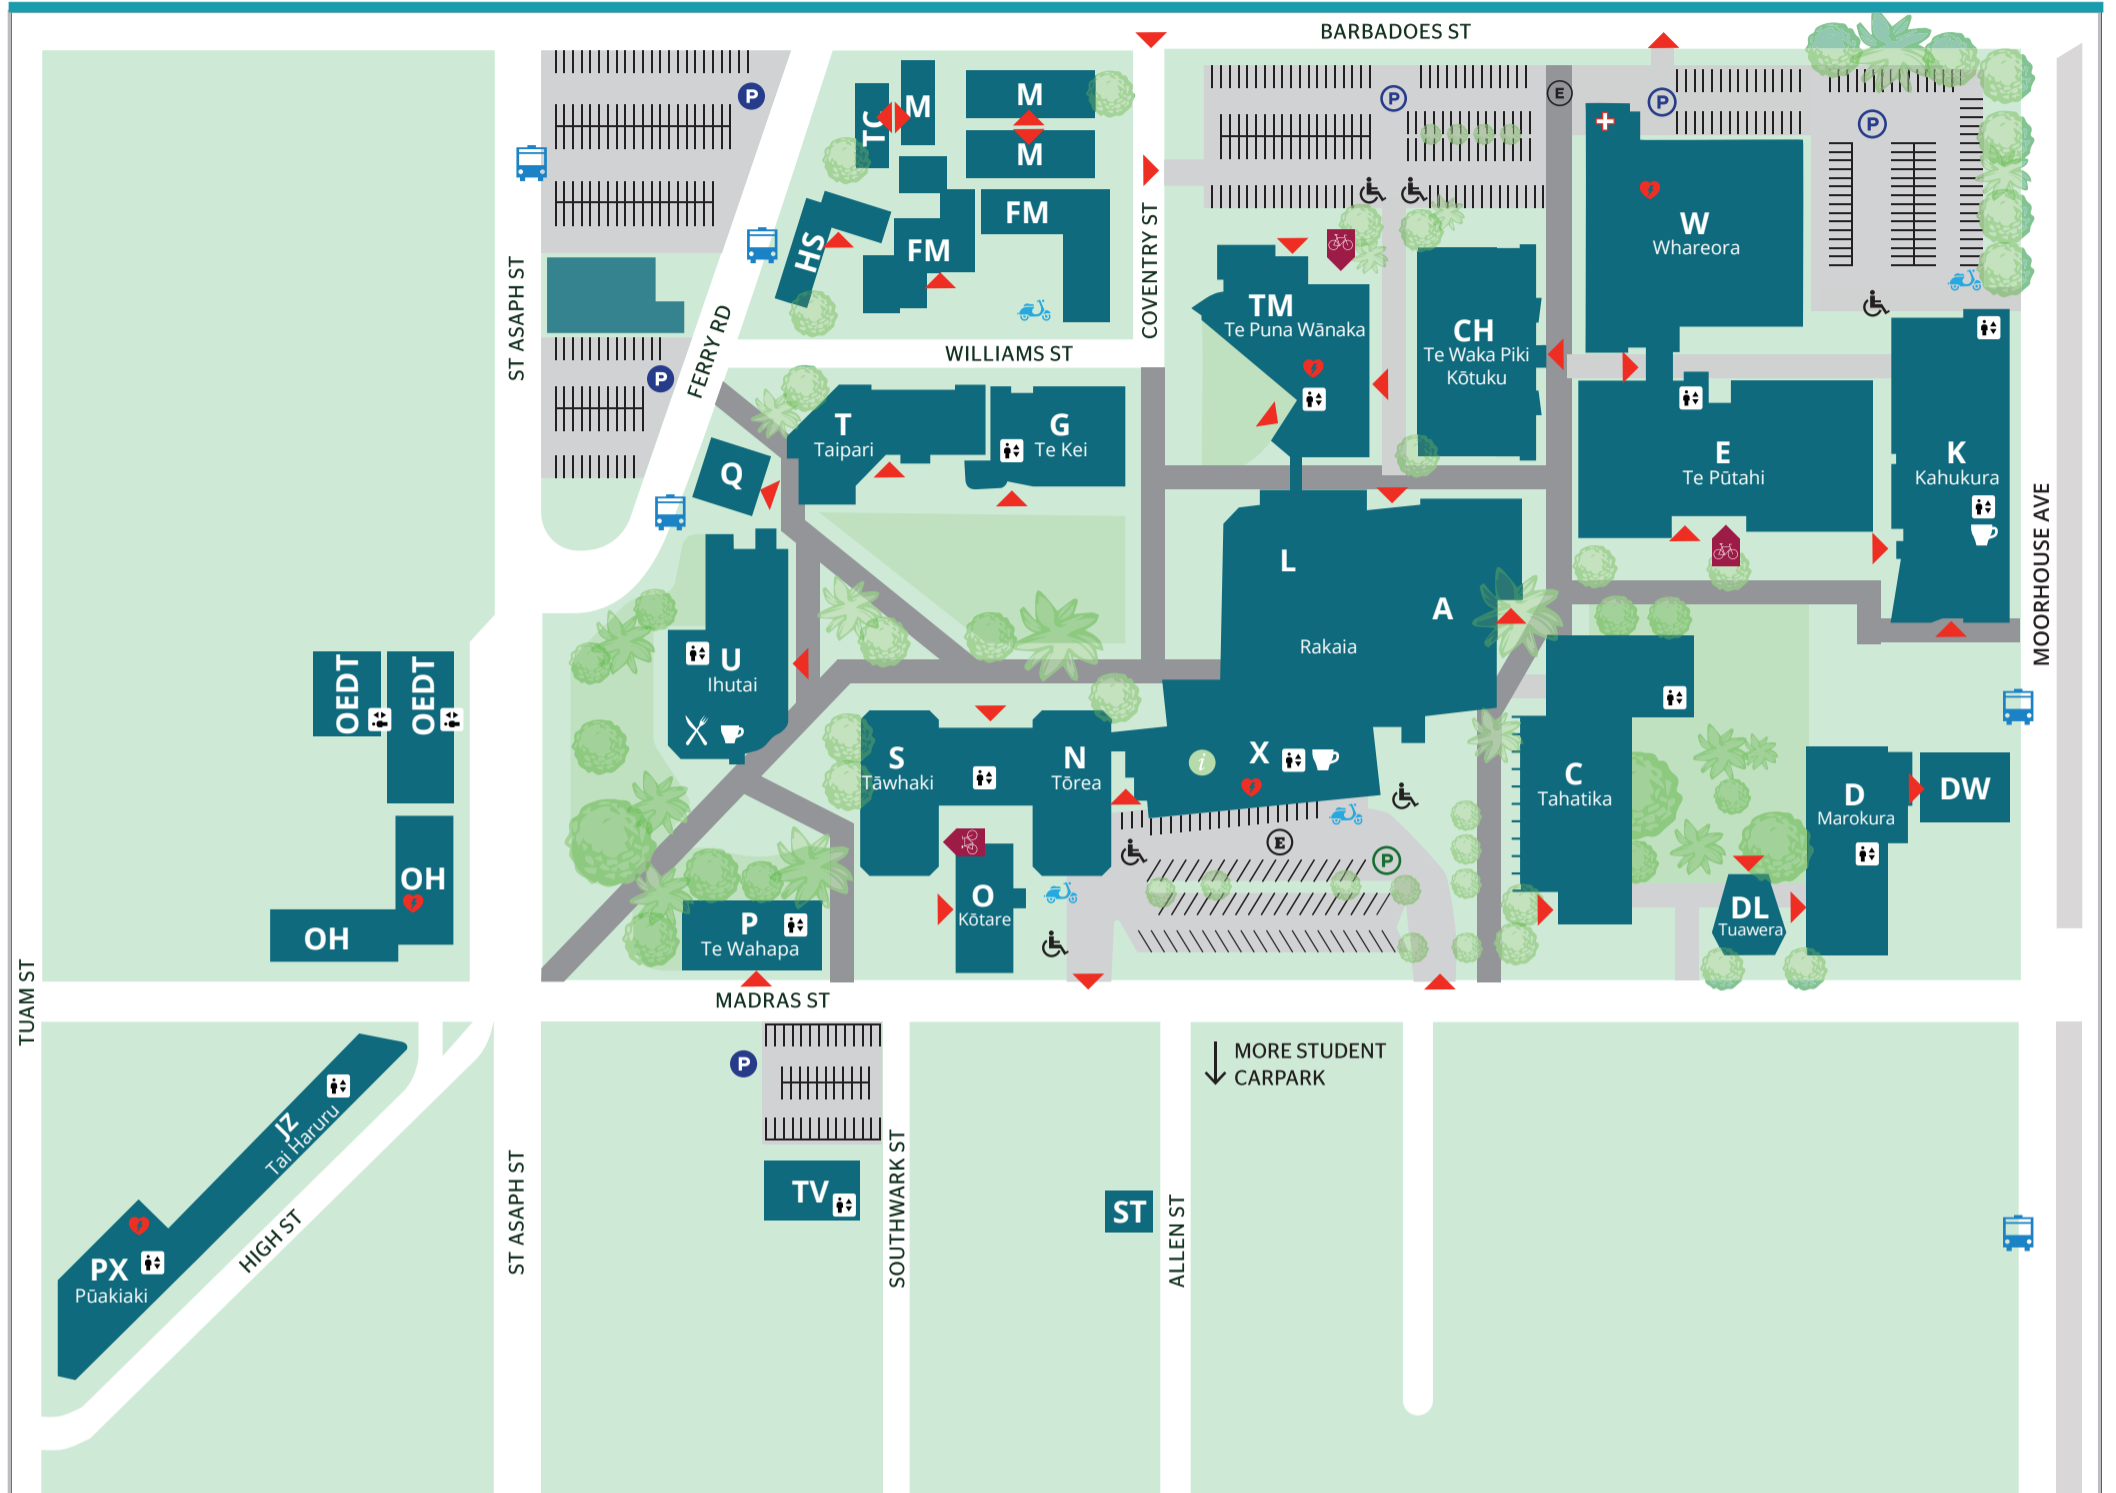 BARBADOES ST
P
TC
M
M
M
FM
FM
HS
COVENTRY ST
P
E
P
P
W
Whareora
ST ASAPH ST
FERRY RD
P
WILLIAMS ST
TM
Te Puna Wānaka
CH
Te Waka Piki
Kōtuku
T
Taipari
G
Te Kei
Q
E
Te Pūtahi
K
Kahukura
MOORHOUSE AVE
L
A
Rakaia
U
Ihutai
OEDT
OEDT
S
Tāwhaki
N
Tōrea
i
X
C
Tahatika
D
Marokura
DW
E
P
OH
OH
O
Kōtare
P
Te Wahapa
DL
Tuawera
TUAM ST
MADRAS ST
P
MORE STUDENT
CARPARK
JZ
Tai Haruru
PX
Pūakiaki
HIGH ST
ST ASAPH ST
TV
SOUTHWARK ST
ST
ALLEN ST